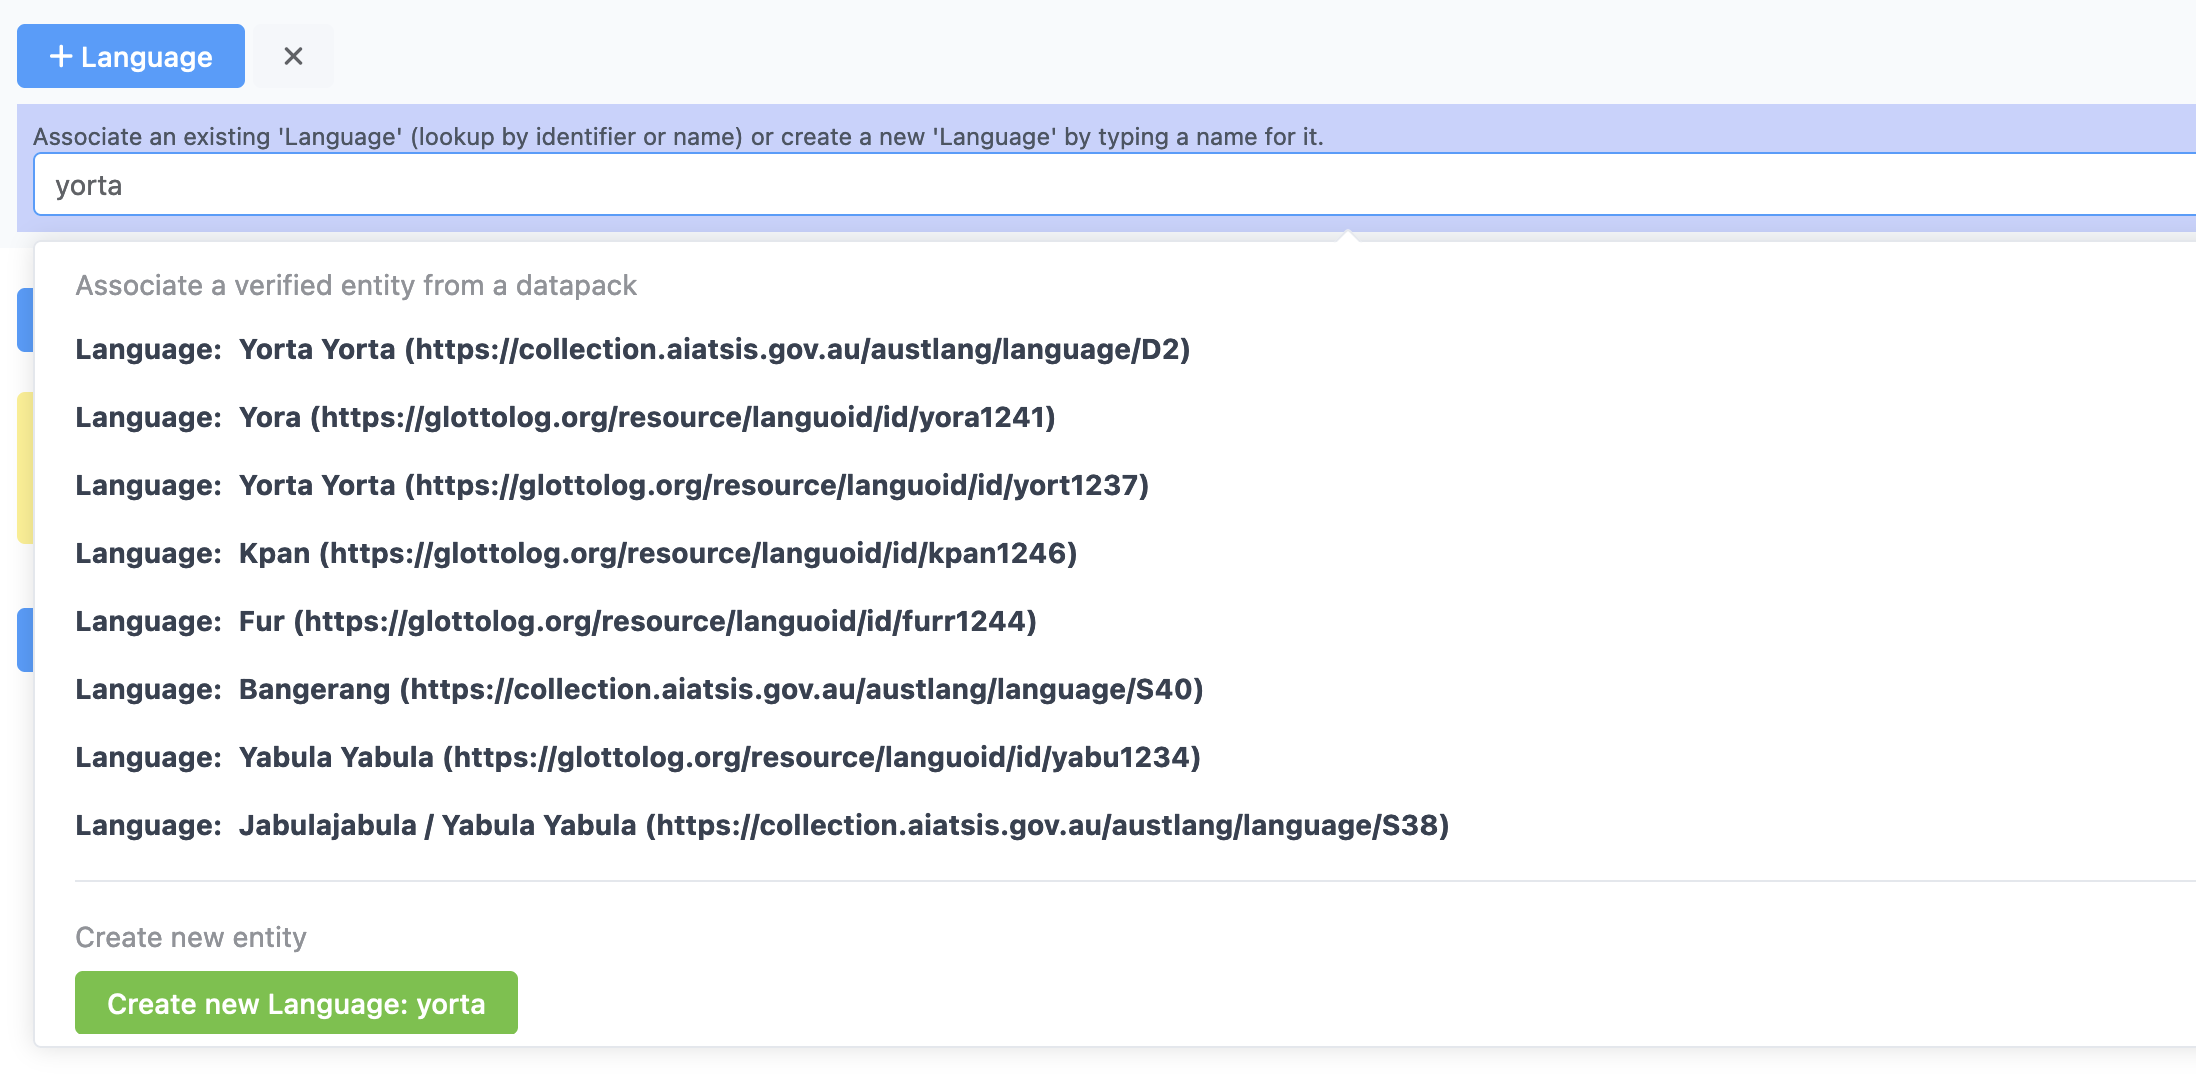 + Language ×
Associate an existing 'Language' (lookup by identifier or name) or create a new 'Language' by typing a name for it.
yorta
Associate a verified entity from a datapack
Language: Yorta Yorta (https://collection.aiatsis.gov.au/austlang/language/D2)
Language: Yora (https://glottolog.org/resource/languoid/id/yora1241)
Language: Yorta Yorta (https://glottolog.org/resource/languoid/id/yort1237)
Language: Kpan (https://glottolog.org/resource/languoid/id/kpan1246)
Language: Fur (https://glottolog.org/resource/languoid/id/furr1244)
Language: Bangerang (https://collection.aiatsis.gov.au/austlang/language/S40)
Language: Yabula Yabula (https://glottolog.org/resource/languoid/id/yabu1234)
Language: Jabulajabula / Yabula Yabula (https://collection.aiatsis.gov.au/austlang/language/S38)
Create new entity
Create new Language: yorta